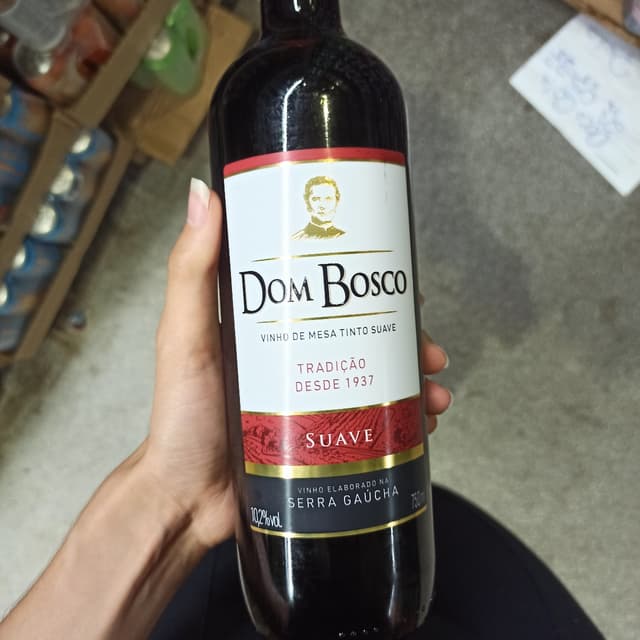 DOM BOSCO
VINHO DE MESA TINTO SUAVE
TRADIÇÃO
DESDE 1937
SUAVE
VINHO ELABORADO NA
SERRA GAÚCHA
10,2%vol.
750ml